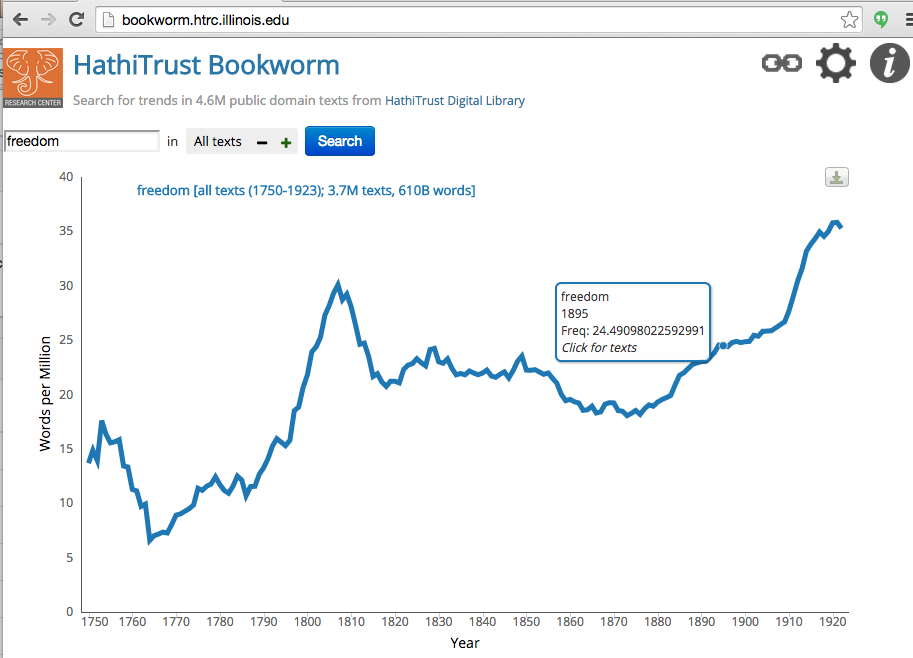 bookworm.htrc.illinois.edu
HathiTrust Bookworm
RESEARCH CENTER
Search for trends in 4.6M public domain texts from HathiTrust Digital Library
freedom in All texts − + Search
freedom [all texts (1750-1923); 3.7M texts, 610B words]
40
35
30
25
20
15
10
5
0
Words per Million
freedom
1895
Freq: 24.49098022592991
Click for texts
1750 1760 1770 1780 1790 1800 1810 1820 1830 1840 1850 1860 1870 1880 1890 1900 1910 1920
Year